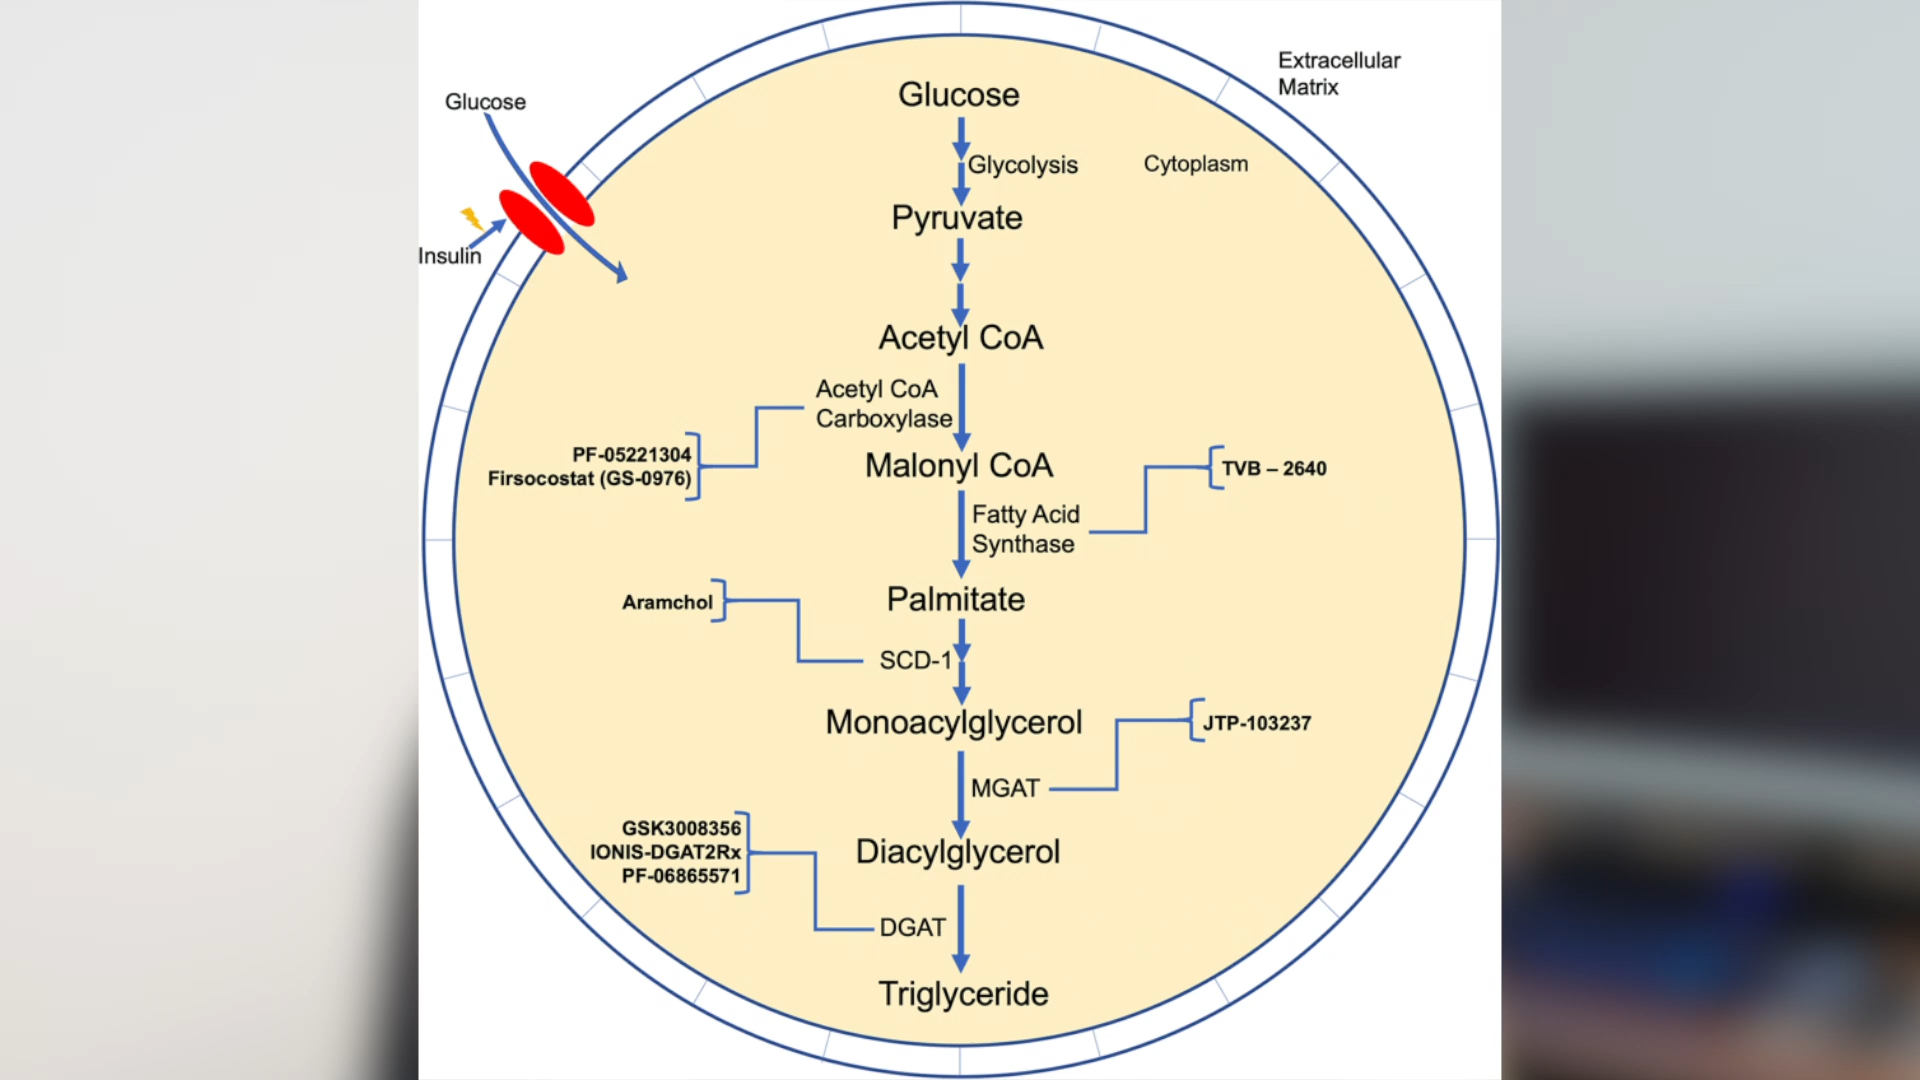 Extracellular
Matrix
Glucose
Glucose
Glycolysis
Cytoplasm
Pyruvate
Insulin
Acetyl CoA
Acetyl CoA
Carboxylase
PF-05221304
Firsocostat (GS-0976)
Malonyl CoA
TVB – 2640
Fatty Acid
Synthase
Palmitate
Aramchol
SCD-1
Monoacylglycerol
JTP-103237
MGAT
GSK3008356
IONIS-DGAT2Rx
PF-06865571
Diacylglycerol
DGAT
Triglyceride